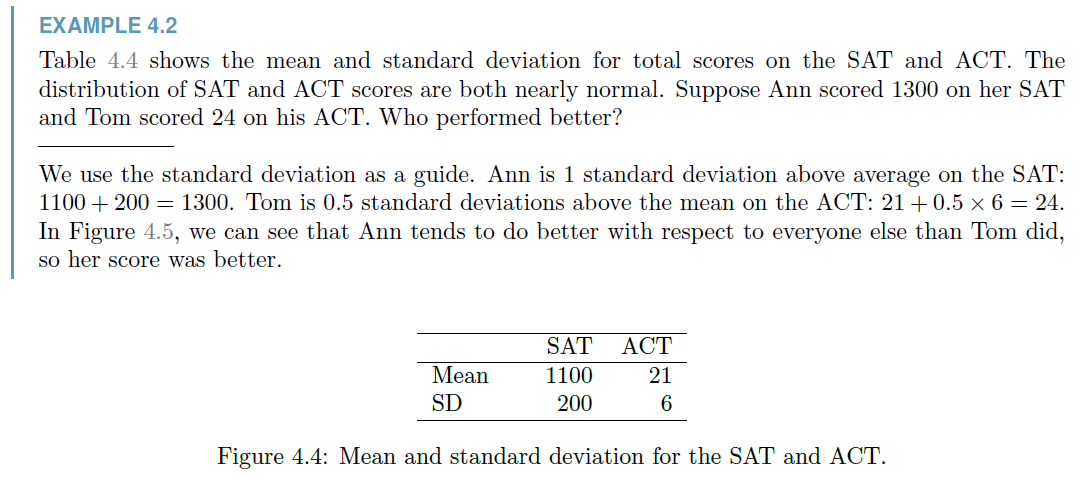 EXAMPLE 4.2
Table 4.4 shows the mean and standard deviation for total scores on the SAT and ACT. The
distribution of SAT and ACT scores are both nearly normal. Suppose Ann scored 1300 on her SAT
and Tom scored 24 on his ACT. Who performed better?
We use the standard deviation as a guide. Ann is 1 standard deviation above average on the SAT:
1100 + 200 = 1300. Tom is 0.5 standard deviations above the mean on the ACT: 21 + 0.5 × 6 = 24.
In Figure 4.5, we can see that Ann tends to do better with respect to everyone else than Tom did,
so her score was better.
SAT ACT
Mean 1100 21
SD 200 6
Figure 4.4: Mean and standard deviation for the SAT and ACT.